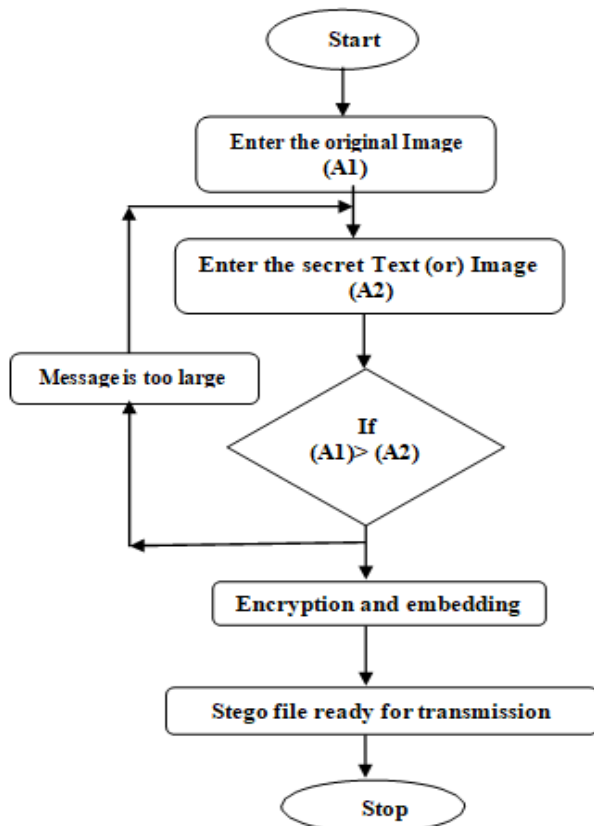 Start
Enter the original Image
(A1)
Enter the secret Text (or) Image
(A2)
Message is too large
If
(A1)> (A2)
Encryption and embedding
Stego file ready for transmission
Stop